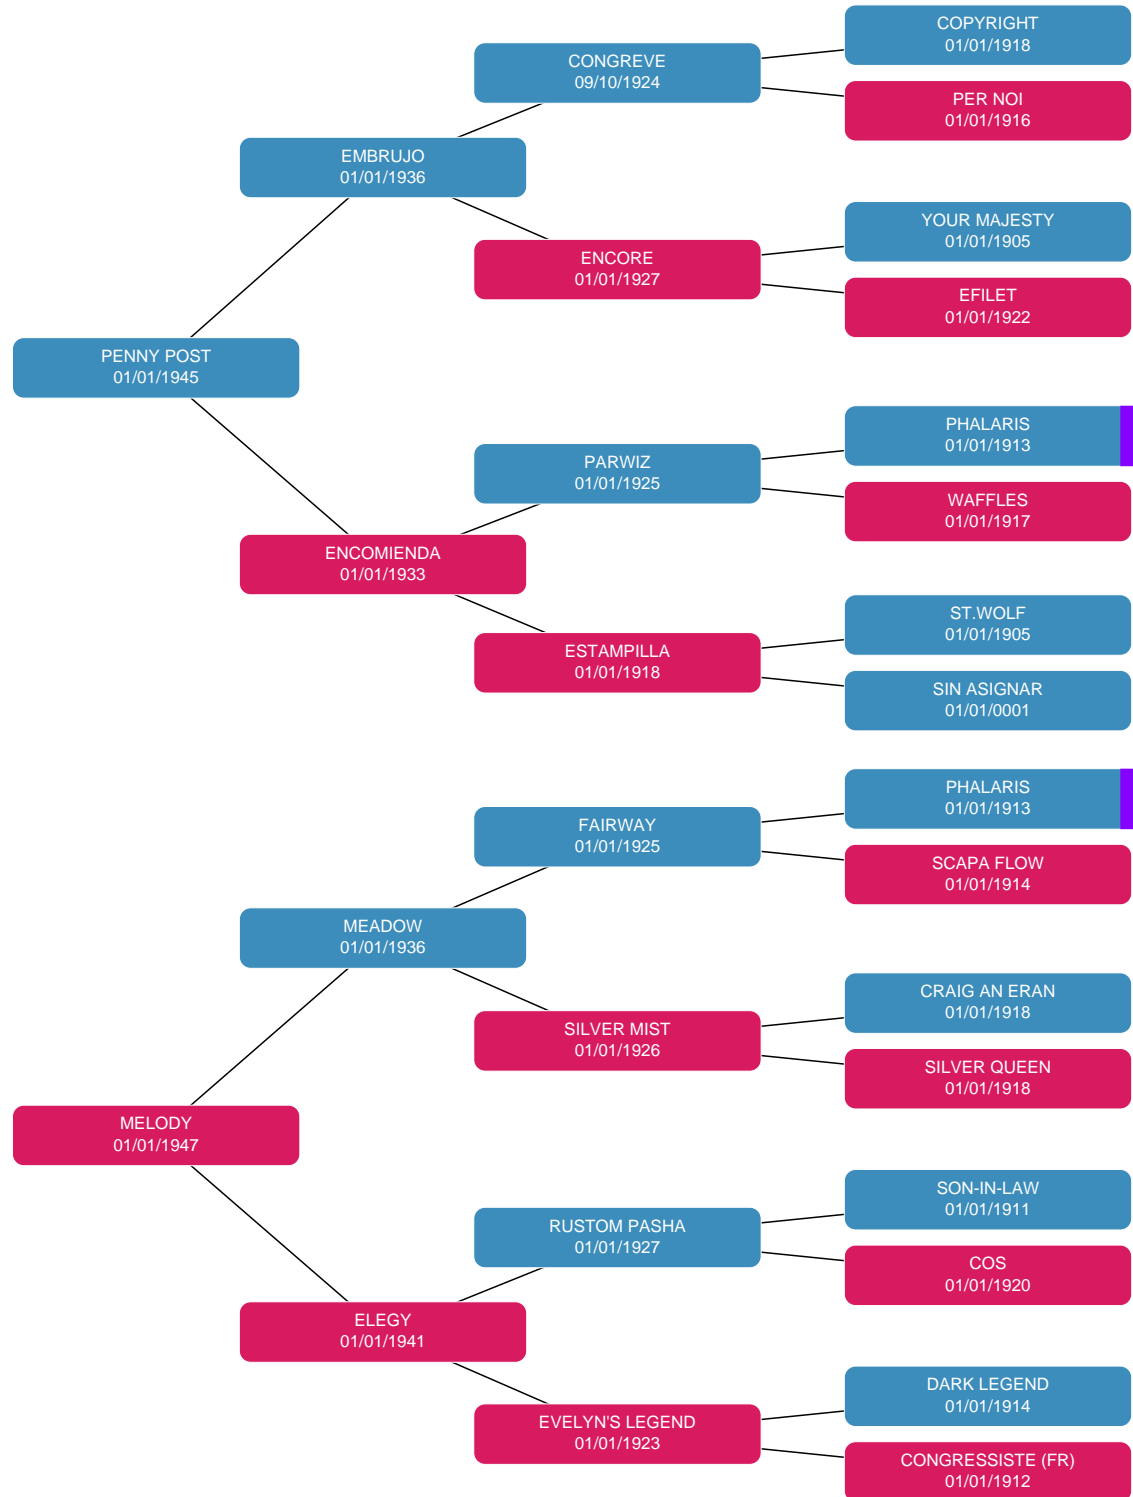 COPYRIGHT
01/01/1918
CONGREVE
09/10/1924
PER NOI
01/01/1916
EMBRUJO
01/01/1936
YOUR MAJESTY
01/01/1905
ENCORE
01/01/1927
EFILET
01/01/1922
PENNY POST
01/01/1945
PHALARIS
01/01/1913
PARWIZ
01/01/1925
WAFFLES
01/01/1917
ENCOMIENDA
01/01/1933
ST.WOLF
01/01/1905
ESTAMPILLA
01/01/1918
SIN ASIGNAR
01/01/0001
PHALARIS
01/01/1913
FAIRWAY
01/01/1925
SCAPA FLOW
01/01/1914
MEADOW
01/01/1936
CRAIG AN ERAN
01/01/1918
SILVER MIST
01/01/1926
SILVER QUEEN
01/01/1918
MELODY
01/01/1947
SON-IN-LAW
01/01/1911
RUSTOM PASHA
01/01/1927
COS
01/01/1920
ELEGY
01/01/1941
DARK LEGEND
01/01/1914
EVELYN'S LEGEND
01/01/1923
CONGRESSISTE (FR)
01/01/1912